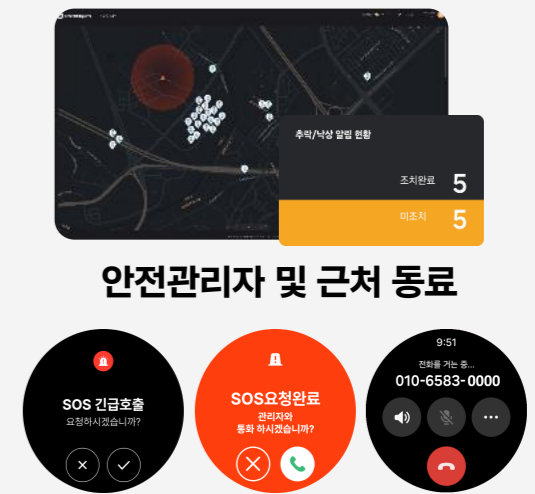 추락/낙상 알림 현황
조치완료 5
미조치 5
안전관리자 및 근처 동료
SOS 긴급호출
요청하시겠습니까?
SOS요청완료
관리자와
통화 하시겠습니까?
9:51
전화를 거는 중...
010-6583-0000